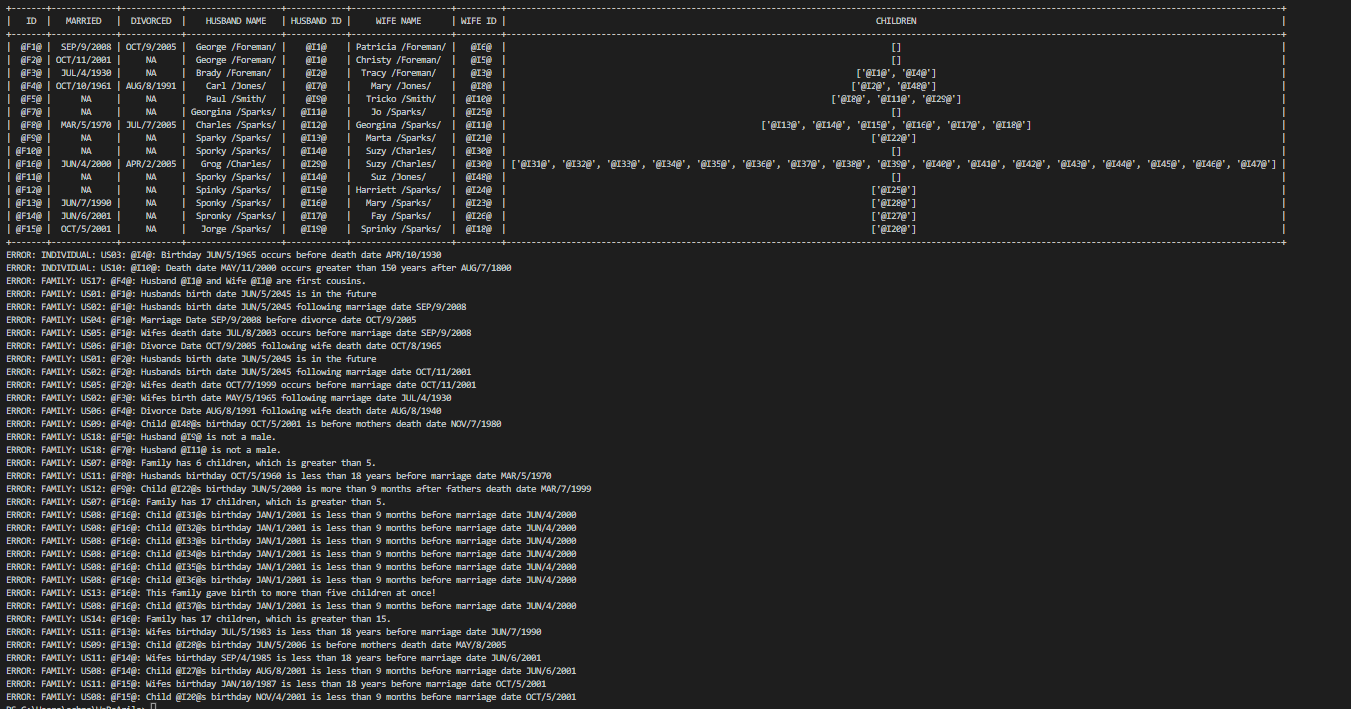 | ID | MARRIED | DIVORCED | HUSBAND NAME | HUSBAND ID | WIFE NAME | WIFE ID | CHILDREN |
| @F1@ | SEP/9/2008 | OCT/9/2005 | George /Foreman/ | @I1@ | Patricia /Foreman/ | @I6@ | [] |
| @F2@ | OCT/11/2001 | NA | George /Foreman/ | @I1@ | Christy /Foreman/ | @I5@ | [] |
| @F3@ | JUL/4/1930 | NA | Brady /Foreman/ | @I2@ | Tracy /Foreman/ | @I3@ | ['@I1@', '@I4@'] |
| @F4@ | OCT/10/1961 | AUG/8/1991 | Carl /Jones/ | @I7@ | Mary /Jones/ | @I8@ | ['@I2@', '@I48@'] |
| @F5@ | NA | NA | Paul /Smith/ | @I9@ | Tricko /Smith/ | @I10@ | ['@I8@', '@I11@', '@I29@'] |
| @F7@ | NA | NA | Georgina /Sparks/ | @I11@ | Jo /Sparks/ | @I25@ | [] |
| @F8@ | MAR/5/1970 | JUL/7/2005 | Charles /Sparks/ | @I12@ | Georgina /Sparks/ | @I11@ | ['@I13@', '@I14@', '@I15@', '@I16@', '@I17@', '@I18@'] |
| @F9@ | NA | NA | Sparky /Sparks/ | @I13@ | Marta /Sparks/ | @I21@ | ['@I22@'] |
| @F10@ | NA | NA | Sporky /Sparks/ | @I14@ | Suzy /Charles/ | @I30@ | [] |
| @F16@ | JUN/4/2000 | APR/2/2005 | Grog /Charles/ | @I29@ | Suzy /Charles/ | @I30@ | ['@I31@', '@I32@', '@I33@', '@I34@', '@I35@', '@I36@', '@I37@', '@I38@', '@I39@', '@I40@', '@I41@', '@I42@', '@I43@', '@I44@', '@I45@', '@I46@', '@I47@'] |
| @F11@ | NA | NA | Sporky /Sparks/ | @I14@ | Suz /Jones/ | @I48@ | [] |
| @F12@ | NA | NA | Spinky /Sparks/ | @I15@ | Harriett /Sparks/ | @I24@ | ['@I25@'] |
| @F13@ | JUN/7/1990 | NA | Sponky /Sparks/ | @I16@ | Mary /Sparks/ | @I23@ | ['@I28@'] |
| @F14@ | JUN/6/2001 | NA | Spronky /Sparks/ | @I17@ | Fay /Sparks/ | @I26@ | ['@I27@'] |
| @F15@ | OCT/5/2001 | NA | Jorge /Sparks/ | @I19@ | Sprinky /Sparks/ | @I18@ | ['@I20@'] |
ERROR: INDIVIDUAL: US03: @I4@: Birthday JUN/5/1965 occurs before death date APR/10/1930
ERROR: INDIVIDUAL: US10: @I10@: Death date MAY/11/2000 occurs greater than 150 years after AUG/7/1800
ERROR: FAMILY: US17: @F4@: Husband @I1@ and Wife @I1@ are first cousins.
ERROR: FAMILY: US01: @F1@: Husbands birth date JUN/5/2045 is in the future
ERROR: FAMILY: US02: @F1@: Husbands birth date JUN/5/2045 following marriage date SEP/9/2008
ERROR: FAMILY: US04: @F1@: Marriage Date SEP/9/2008 before divorce date OCT/9/2005
ERROR: FAMILY: US05: @F1@: Wifes death date JUL/8/2003 occurs before marriage date SEP/9/2008
ERROR: FAMILY: US06: @F1@: Divorce Date OCT/9/2005 following wife death date OCT/8/1965
ERROR: FAMILY: US01: @F2@: Husbands birth date JUN/5/2045 is in the future
ERROR: FAMILY: US02: @F2@: Husbands birth date JUN/5/2045 following marriage date OCT/11/2001
ERROR: FAMILY: US05: @F2@: Wifes death date OCT/7/1999 occurs before marriage date OCT/11/2001
ERROR: FAMILY: US02: @F3@: Wifes birth date MAY/5/1965 following marriage date JUL/4/1930
ERROR: FAMILY: US06: @F4@: Divorce Date AUG/8/1991 following wife death date AUG/8/1940
ERROR: FAMILY: US09: @F4@: Child @I48@s birthday OCT/5/2001 is before mothers death date NOV/7/1980
ERROR: FAMILY: US18: @F5@: Husband @I9@ is not a male.
ERROR: FAMILY: US18: @F7@: Husband @I11@ is not a male.
ERROR: FAMILY: US07: @F8@: Family has 6 children, which is greater than 5.
ERROR: FAMILY: US11: @F8@: Husbands birthday OCT/5/1960 is less than 18 years before marriage date MAR/5/1970
ERROR: FAMILY: US12: @F9@: Child @I22@s birthday JUN/5/2000 is more than 9 months after fathers death date MAR/7/1999
ERROR: FAMILY: US07: @F16@: Family has 17 children, which is greater than 5.
ERROR: FAMILY: US08: @F16@: Child @I31@s birthday JAN/1/2001 is less than 9 months before marriage date JUN/4/2000
ERROR: FAMILY: US08: @F16@: Child @I32@s birthday JAN/1/2001 is less than 9 months before marriage date JUN/4/2000
ERROR: FAMILY: US08: @F16@: Child @I33@s birthday JAN/1/2001 is less than 9 months before marriage date JUN/4/2000
ERROR: FAMILY: US08: @F16@: Child @I34@s birthday JAN/1/2001 is less than 9 months before marriage date JUN/4/2000
ERROR: FAMILY: US08: @F16@: Child @I35@s birthday JAN/1/2001 is less than 9 months before marriage date JUN/4/2000
ERROR: FAMILY: US08: @F16@: Child @I36@s birthday JAN/1/2001 is less than 9 months before marriage date JUN/4/2000
ERROR: FAMILY: US13: @F16@: This family gave birth to more than five children at once!
ERROR: FAMILY: US08: @F16@: Child @I37@s birthday JAN/1/2001 is less than 9 months before marriage date JUN/4/2000
ERROR: FAMILY: US14: @F16@: Family has 17 children, which is greater than 15.
ERROR: FAMILY: US11: @F13@: Wifes birthday JUL/5/1983 is less than 18 years before marriage date JUN/7/1990
ERROR: FAMILY: US09: @F13@: Child @I28@s birthday JUN/5/2006 is before mothers death date MAY/8/2005
ERROR: FAMILY: US11: @F14@: Wifes birthday SEP/4/1985 is less than 18 years before marriage date JUN/6/2001
ERROR: FAMILY: US08: @F14@: Child @I27@s birthday AUG/8/2001 is less than 9 months before marriage date JUN/6/2001
ERROR: FAMILY: US11: @F15@: Wifes birthday JAN/10/1987 is less than 18 years before marriage date OCT/5/2001
ERROR: FAMILY: US08: @F15@: Child @I20@s birthday NOV/4/2001 is less than 9 months before marriage date OCT/5/2001